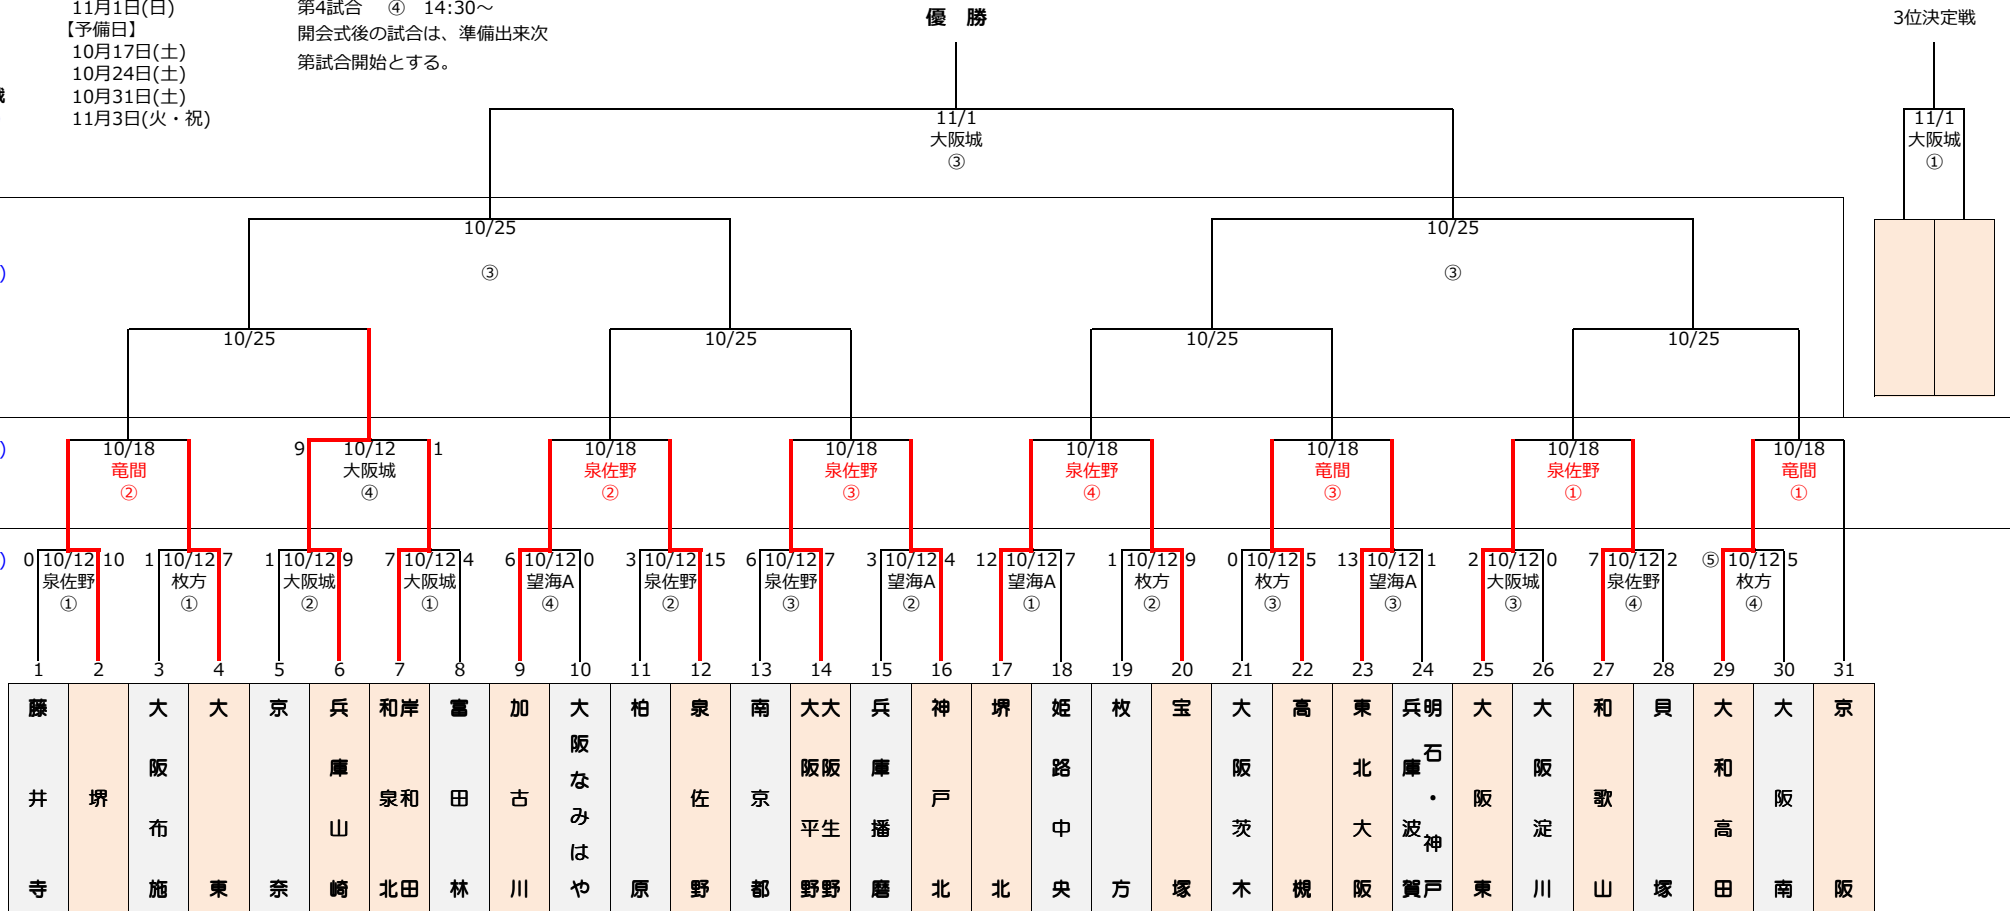 11月1日(日)
第4試合 ④ 14:30～
優 勝
3位決定戦
【予備日】
開会式後の試合は、準備出来次
10月17日(土)
第試合開始とする。
10月24日(土)
10月31日(土)
11月3日(火・祝)
11/1
大阪城
③
11/1
大阪城
①
10/25
③
10/25
③
10/25
10/25
10/25
10/25
10/18
竜間
②
9 10/12 1
大阪城
④
10/18
泉佐野
②
10/18
泉佐野
③
10/18
泉佐野
④
10/18
竜間
③
10/18
泉佐野
①
10/18
竜間
①
0 10/12 10
泉佐野
①
1 10/12 7
枚方
①
1 10/12 9
大阪城
②
7 10/12 4
大阪城
①
6 10/12 0
望海A
④
3 10/12 15
泉佐野
②
6 10/12 7
泉佐野
③
3 10/12 4
望海A
②
12 10/12 7
望海A
①
1 10/12 9
枚方
②
0 10/12 5
枚方
③
13 10/12 1
望海A
③
2 10/12 0
大阪城
③
7 10/12 2
泉佐野
④
⑤ 10/12 5
枚方
④
1 2 3 4 5 6 7 8 9 10 11 12 13 14 15 16 17 18 19 20 21 22 23 24 25 26 27 28 29 30 31
藤井寺
堺
大阪布施
大東
京奈
兵庫山崎
和泉北
岸和田
富田林
加古川
大阪なみはや
柏原
泉佐野
南京都
大阪平野
大阪生野
兵庫播磨
神戸北
堺北
姫路中央
枚方
宝塚
大阪茨木
高槻
東北大阪
兵庫波賀
明石・神戸
大阪東
大阪淀川
和歌山
貝塚
大和高田
大阪南
京阪